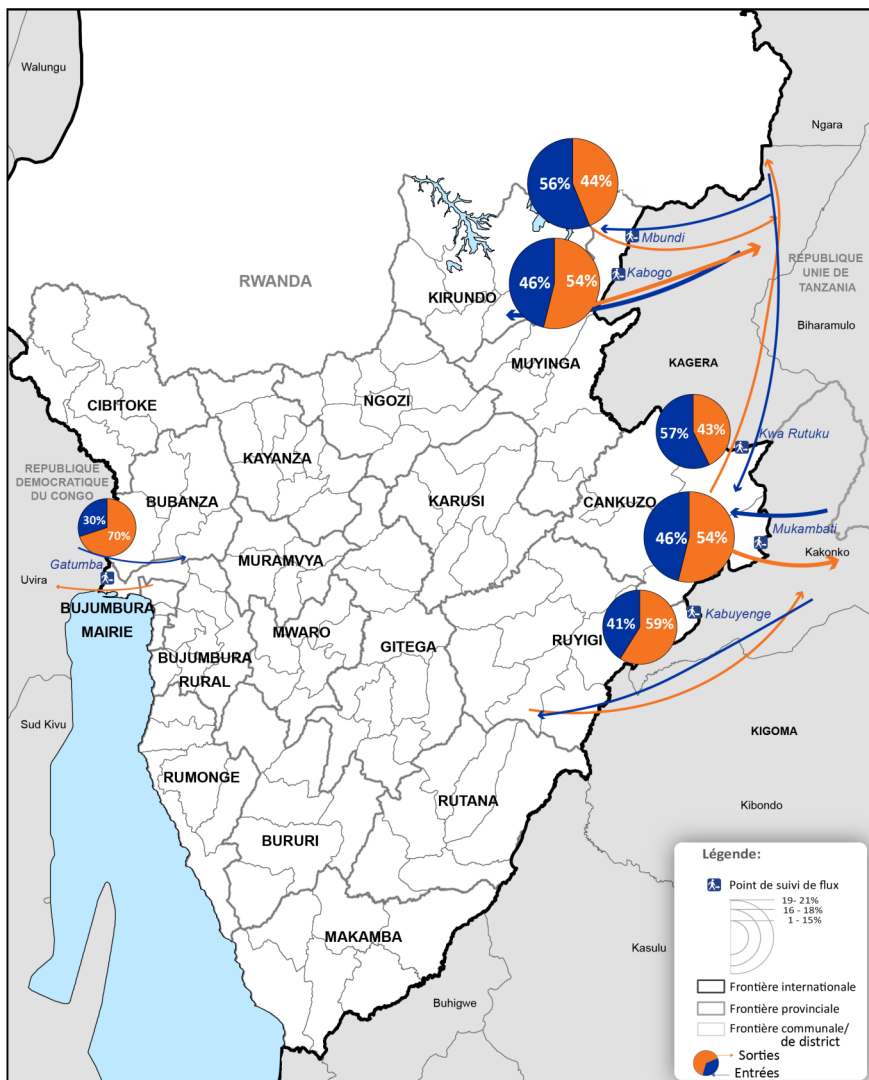 Walungu
Ngara
56%
44%
Mbundi
RÉPUBLIQUE
UNIE DE
TANZANIA
Kabogo
RWANDA
46%
54%
KIRUNDO
Biharamulo
MUYINGA
KAGERA
CIBITOKE
NGOZI
57%
43%
Kwa Rutuku
KAYANZA
REPUBLIQUE
DEMOCRATIQUE
DU CONGO
BUBANZA
KARUSI
CANKUZO
30%
70%
Mukambati
46%
54%
Kakonko
Gatumba
MURAMVYA
Uvira
BUJUMBURA
MAIRIE
MWARO
GITEGA
41%
59%
Kabuyenge
RUYIGI
BUJUMBURA
RURAL
Sud Kivu
KIGOMA
RUMONGE
RUTANA
Kibondo
BURURI
MAKAMBA
Kasulu
Buhigwe
Légende:
Point de suivi de flux
19- 21%
16 - 18%
1 - 15%
Frontière internationale
Frontière provinciale
Frontière communale/
de district
Sorties
Entrées